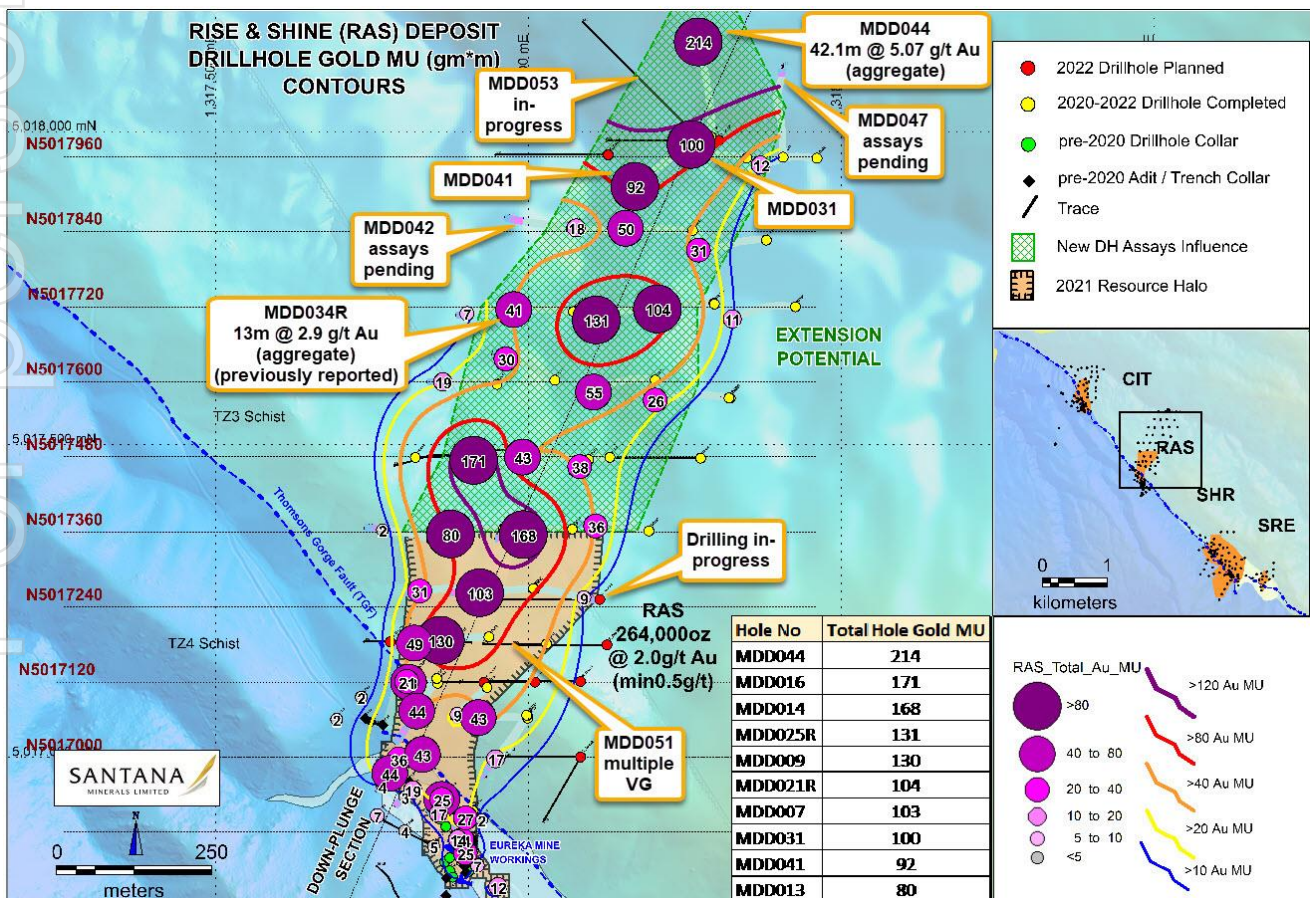 RISE & SHINE (RAS) DEPOSIT
DRILLHOLE GOLD MU (gm*m)
CONTOURS
MDD044
42.1m @ 5.07 g/t Au
(aggregate)
214
MDD053
in-
progress
MDD047
assays
pending
5,018,000 mN
N5017960
100
12
MDD041
92
MDD031
N5017840
MDD042
assays
pending
18
50
31
N5017720
MDD034R
13m @ 2.9 g/t Au
(aggregate)
(previously reported)
7
41
131
104
11
EXTENSION
POTENTIAL
30
N5017600
19
55
26
TZ3 Schist
N5017480
171
43
38
Thomsons Gorge Fault (TGF)
N5017360
2
80
168
36
Drilling in-
progress
N5017240
31
103
9
RAS
264,000oz
@ 2.0g/t Au
(min0.5g/t)
TZ4 Schist
49
130
N5017120
21
2
2
44
9
43
N5017000
36
43
17
MDD051
multiple
VG
44
4
19
3
25
17
7
4
27
2
5
25
7
12
EUREKA MINE
WORKINGS
DOWN-PLUNGE
SECTION
SANTANA
MINERALS LIMITED
N
0 250
meters
2022 Drillhole Planned
2020-2022 Drillhole Completed
pre-2020 Drillhole Collar
pre-2020 Adit / Trench Collar
Trace
New DH Assays Influence
2021 Resource Halo
CIT
RAS
SHR
SRE
0 1
kilometers
Hole No Total Hole Gold MU
MDD044 214
MDD016 171
MDD014 168
MDD025R 131
MDD009 130
MDD021R 104
MDD007 103
MDD031 100
MDD041 92
MDD013 80
RAS_Total_Au_MU
>80
40 to 80
20 to 40
10 to 20
5 to 10
<5
>120 Au MU
>80 Au MU
>40 Au MU
>20 Au MU
>10 Au MU